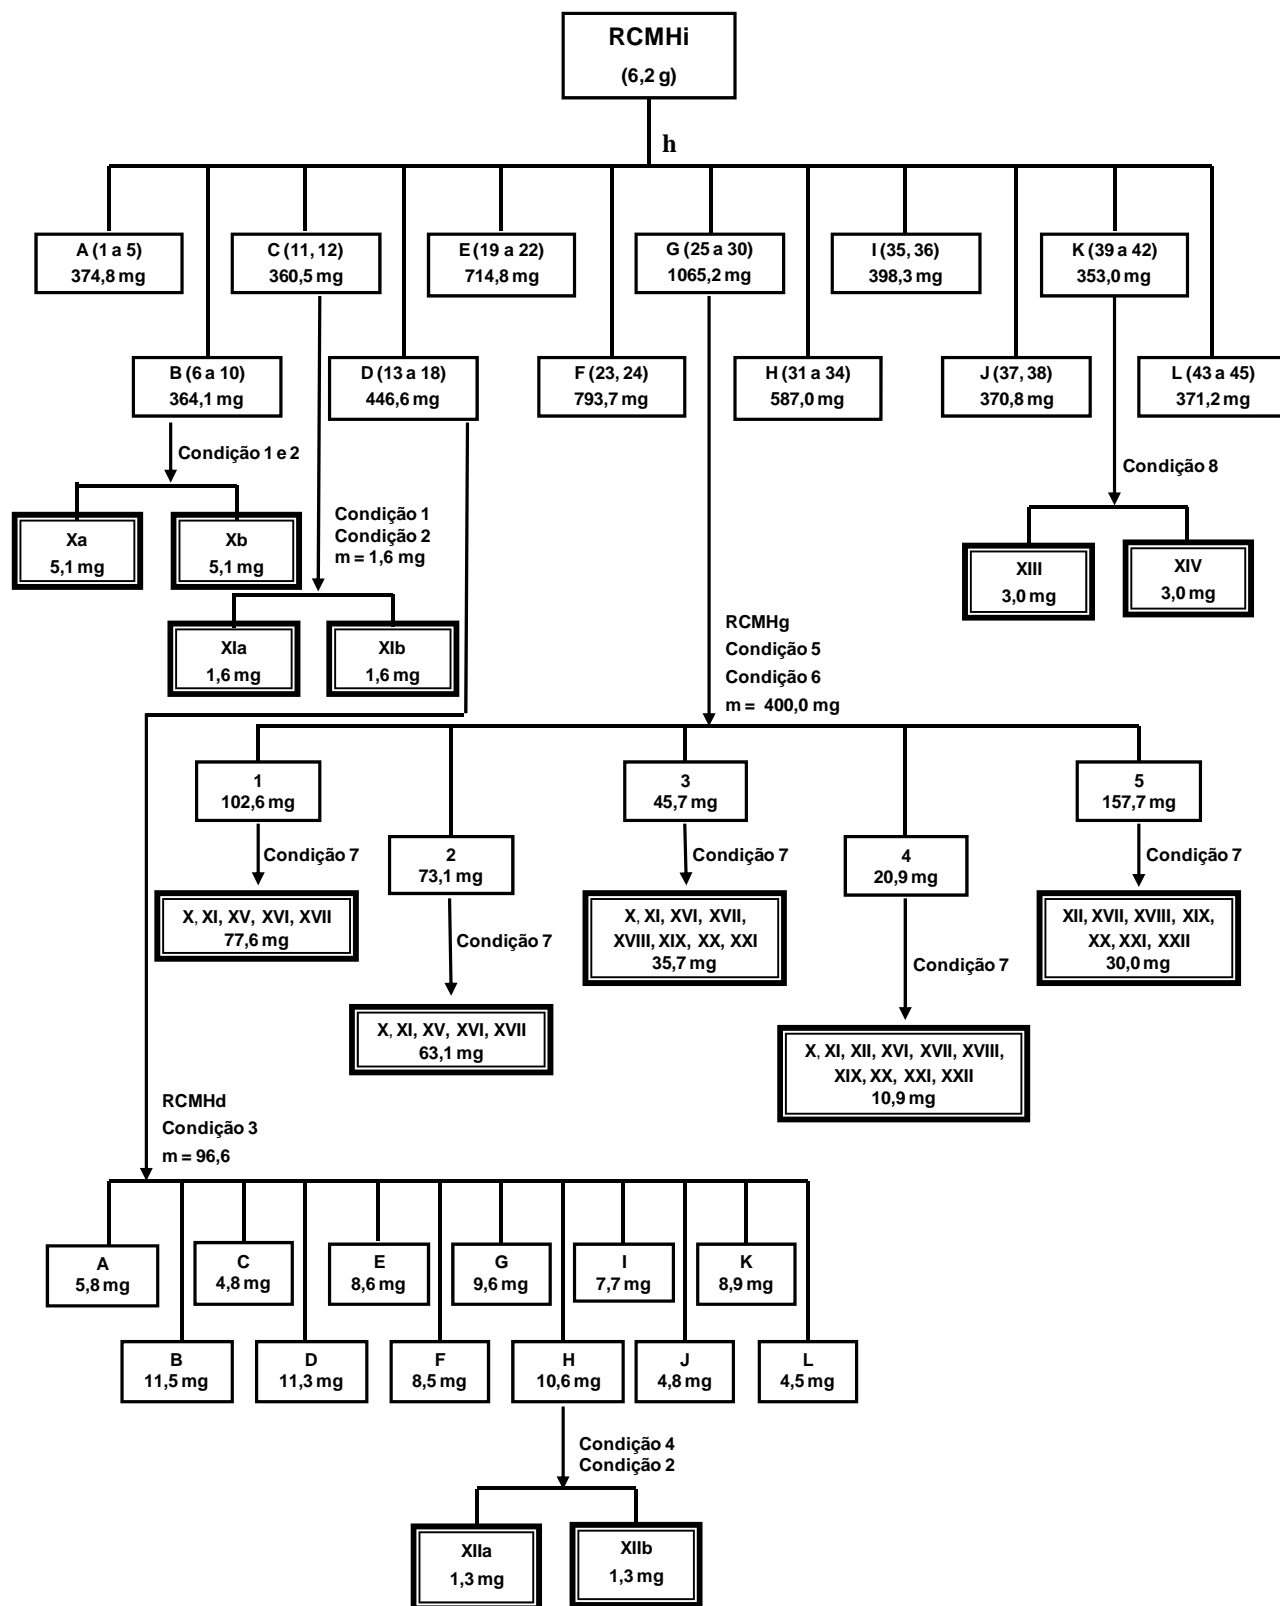 RCMHi
(6,2 g)
h
A (1 a 5)
374,8 mg
C (11, 12)
360,5 mg
E (19 a 22)
714,8 mg
G (25 a 30)
1065,2 mg
I (35, 36)
398,3 mg
K (39 a 42)
353,0 mg
B (6 a 10)
364,1 mg
D (13 a 18)
446,6 mg
F (23, 24)
793,7 mg
H (31 a 34)
587,0 mg
J (37, 38)
370,8 mg
L (43 a 45)
371,2 mg
Condição 1 e 2
Xa
5,1 mg
Xb
5,1 mg
Condição 1
Condição 2
m = 1,6 mg
XIa
1,6 mg
XIb
1,6 mg
Condição 8
XIII
3,0 mg
XIV
3,0 mg
RCMHg
Condição 5
Condição 6
m = 400,0 mg
1
102,6 mg
2
73,1 mg
3
45,7 mg
4
20,9 mg
5
157,7 mg
Condição 7
X, XI, XV, XVI, XVII
77,6 mg
Condição 7
X, XI, XV, XVI, XVII
63,1 mg
Condição 7
X, XI, XVI, XVII,
XVIII, XIX, XX, XXI
35,7 mg
Condição 7
X, XI, XII, XVI, XVII, XVIII,
XIX, XX, XXI, XXII
10,9 mg
Condição 7
XII, XVII, XVIII, XIX,
XX, XXI, XXII
30,0 mg
RCMHd
Condição 3
m = 96,6
A
5,8 mg
C
4,8 mg
E
8,6 mg
G
9,6 mg
I
7,7 mg
K
8,9 mg
B
11,5 mg
D
11,3 mg
F
8,5 mg
H
10,6 mg
J
4,8 mg
L
4,5 mg
Condição 4
Condição 2
XIIa
1,3 mg
XIIb
1,3 mg